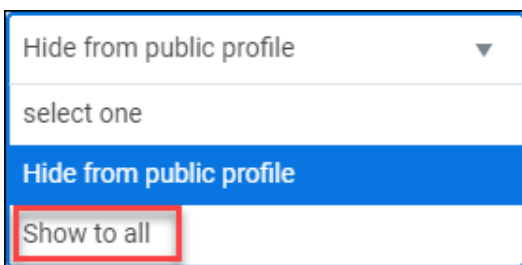 Hide from public profile
select one
Hide from public profile
Show to all